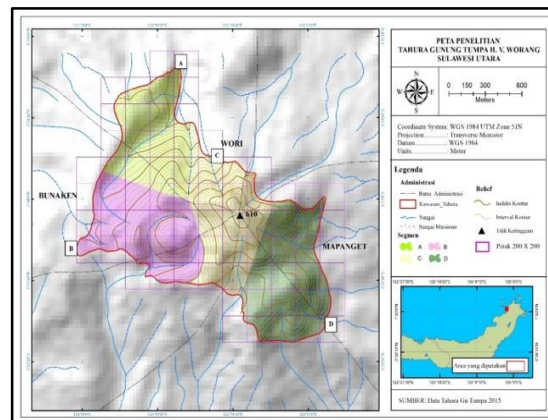 PETA PENELITIAN
TAHURA GUNUNG TUMPA H. V. WORANG
SULAWESI UTARA
N
W E
S
0 150 300 600
Meters
Coordinate System: WGS 1984 UTM Zone 51N
Projection : Transverse Mercator
Datum : WGS 1984
Units : Meter
Legenda
Administrasi
Batas Administrasi
Kawasan_Tahura
Sungai
Sungai Musiman
Segmen
A B
C D
Relief
Indeks Kontur
Interval Kontur
Titik Ketinggian
Petak 200 X 200
Area yang dipetakan
SUMBER: Data Tahura Gn Tumpa 2015
A
WORI
C
BUNAKEN
610
MAPANGET
B
D